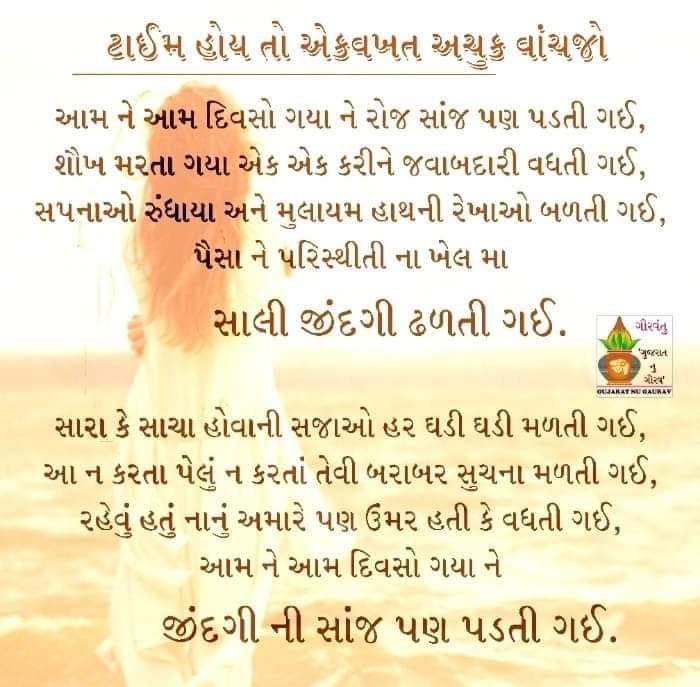 ટાઈમ હોય તો એકવખત અચુક વાંચજો
આમ ને આમ દિવસો ગયા ને રોજ સાંજ પણ પડતી ગઈ,
શૌખ મરતા ગયા એક એક કરીને જવાબદારી વધતી ગઈ,
સપનાઓ રુંધાયા અને મુલાયમ હાથની રેખાઓ બળતી ગઈ,
પૈસા ને પરિસ્થીતી ના ખેલ મા
સાલી જીંદગી ઢળતી ગઈ.
ગૌરવંતુ
'ગુજરાત
નુ
ગૌરવ'
GUJARAT NU GAURAV
સારા કે સાચા હોવાની સજાઓ હર ઘડી ઘડી મળતી ગઈ,
આ ન કરતા પેલું ન કરતાં તેવી બરાબર સુચના મળતી ગઈ,
રહેવું હતું નાનું અમારે પણ ઉંમર હતી કે વધતી ગઈ,
આમ ને આમ દિવસો ગયા ને
જીંદગી ની સાંજ પણ પડતી ગઈ.